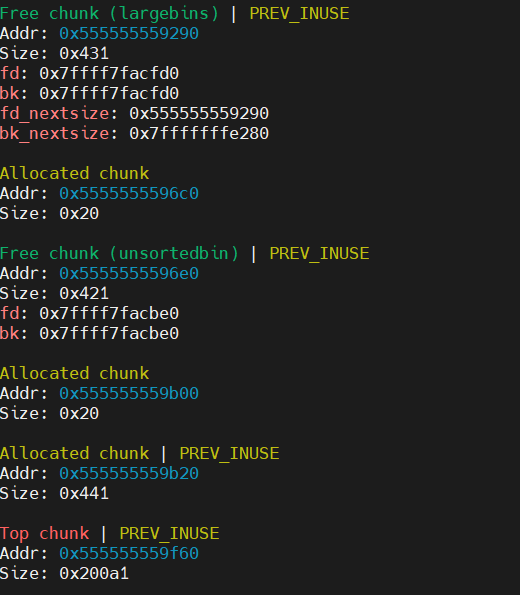 Free chunk (largebins) | PREV_INUSE
Addr: 0x555555559290
Size: 0x431
fd: 0x7ffff7facfd0
bk: 0x7ffff7facfd0
fd_nextsize: 0x555555559290
bk_nextsize: 0x7fffffffe280
Allocated chunk
Addr: 0x5555555596c0
Size: 0x20
Free chunk (unsortedbin) | PREV_INUSE
Addr: 0x5555555596e0
Size: 0x421
fd: 0x7ffff7facbe0
bk: 0x7ffff7facbe0
Allocated chunk
Addr: 0x555555559b00
Size: 0x20
Allocated chunk | PREV_INUSE
Addr: 0x555555559b20
Size: 0x441
Top chunk | PREV_INUSE
Addr: 0x555555559f60
Size: 0x200a1